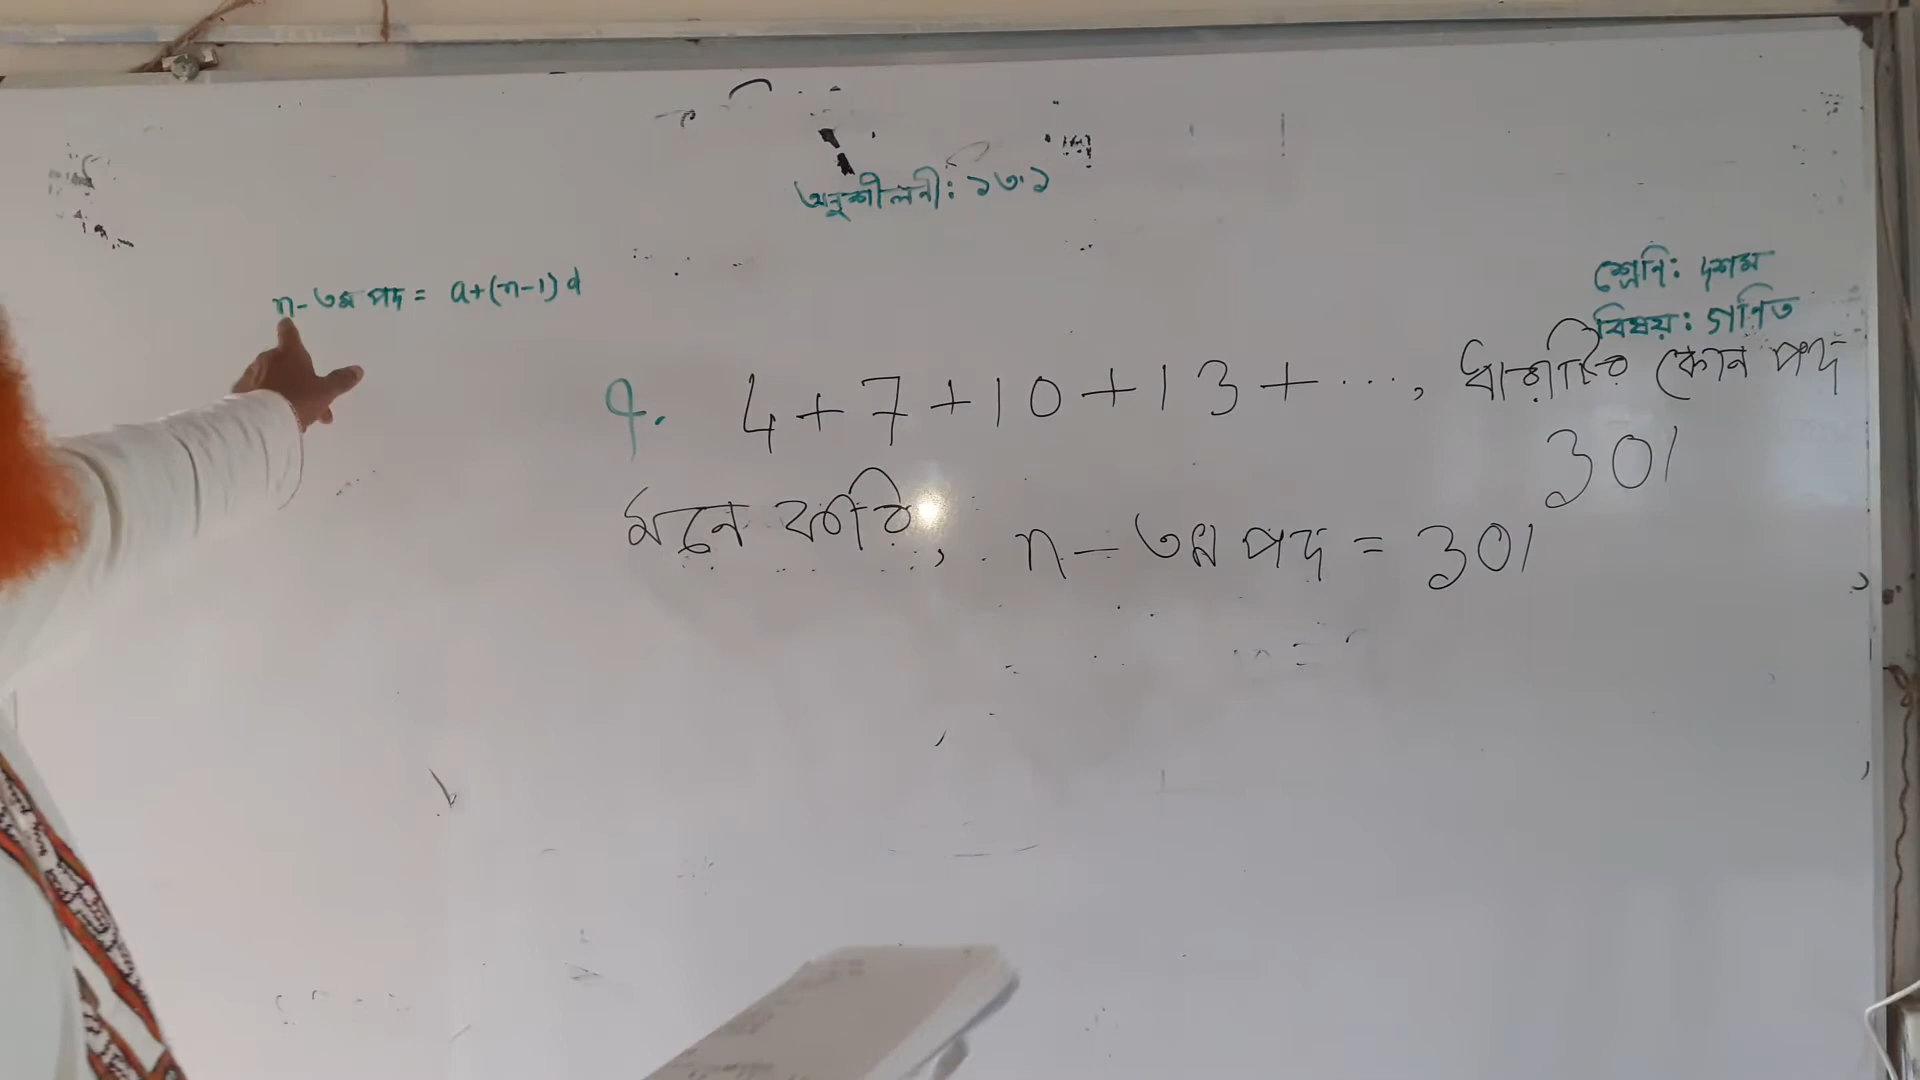 অনুশীলনী: ১৩.১
শ্রেনি: দশম
বিষয়: গণিত
n-তম পদ = a+(n-1)d
৭. 4+7+10+13+..., ধারাটির কোন পদ
301
মনে করি, n-তম পদ = 301